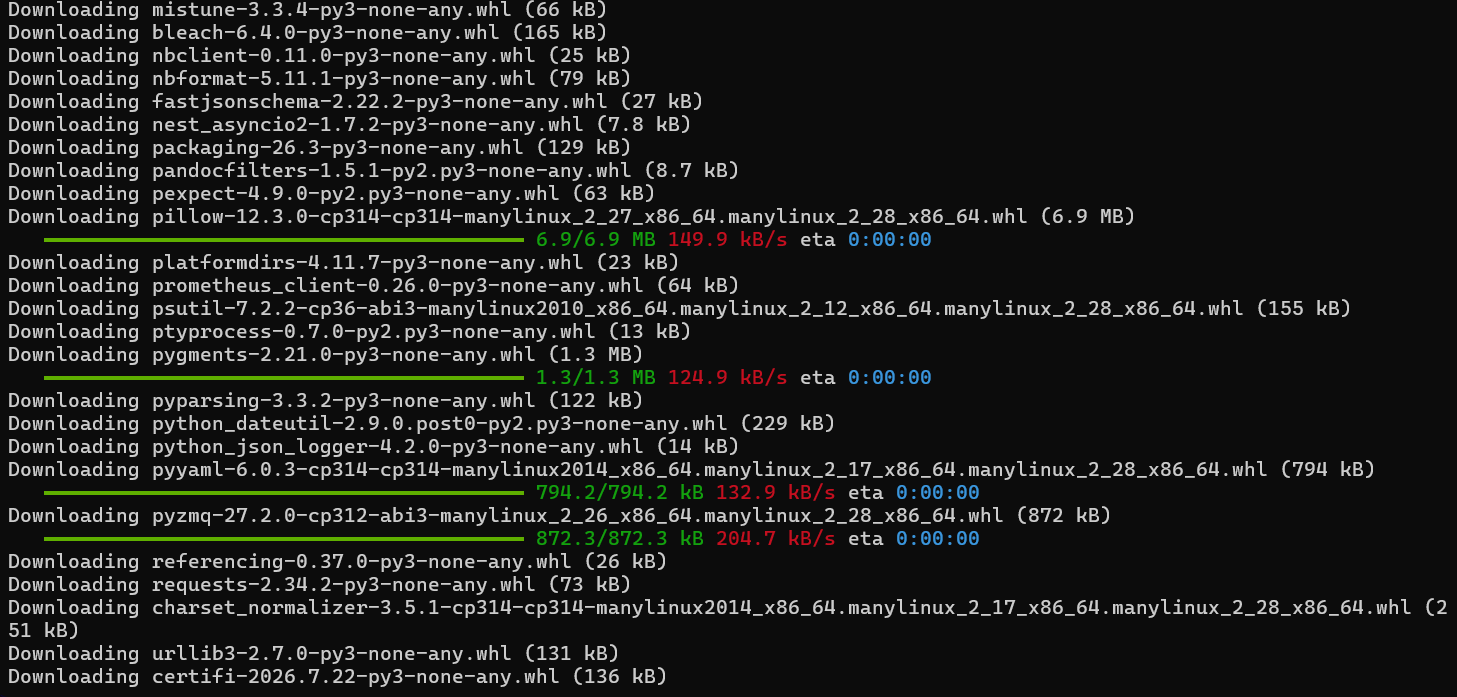 Downloading mistune-3.3.4-py3-none-any.whl (66 kB)
Downloading bleach-6.4.0-py3-none-any.whl (165 kB)
Downloading nbclient-0.11.0-py3-none-any.whl (25 kB)
Downloading nbformat-5.11.1-py3-none-any.whl (79 kB)
Downloading fastjsonschema-2.22.2-py3-none-any.whl (27 kB)
Downloading nest_asyncio2-1.7.2-py3-none-any.whl (7.8 kB)
Downloading packaging-26.3-py3-none-any.whl (129 kB)
Downloading pandocfilters-1.5.1-py2.py3-none-any.whl (8.7 kB)
Downloading pexpect-4.9.0-py2.py3-none-any.whl (63 kB)
Downloading pillow-12.3.0-cp314-cp314-manylinux_2_27_x86_64.manylinux_2_28_x86_64.whl (6.9 MB)
6.9/6.9 MB 149.9 kB/s eta 0:00:00
Downloading platformdirs-4.11.7-py3-none-any.whl (23 kB)
Downloading prometheus_client-0.26.0-py3-none-any.whl (64 kB)
Downloading psutil-7.2.2-cp36-abi3-manylinux2010_x86_64.manylinux_2_12_x86_64.manylinux_2_28_x86_64.whl (155 kB)
Downloading ptyprocess-0.7.0-py2.py3-none-any.whl (13 kB)
Downloading pygments-2.21.0-py3-none-any.whl (1.3 MB)
1.3/1.3 MB 124.9 kB/s eta 0:00:00
Downloading pyparsing-3.3.2-py3-none-any.whl (122 kB)
Downloading python_dateutil-2.9.0.post0-py2.py3-none-any.whl (229 kB)
Downloading python_json_logger-4.2.0-py3-none-any.whl (14 kB)
Downloading pyyaml-6.0.3-cp314-cp314-manylinux2014_x86_64.manylinux_2_17_x86_64.manylinux_2_28_x86_64.whl (794 kB)
794.2/794.2 kB 132.9 kB/s eta 0:00:00
Downloading pyzmq-27.2.0-cp312-abi3-manylinux_2_26_x86_64.manylinux_2_28_x86_64.whl (872 kB)
872.3/872.3 kB 204.7 kB/s eta 0:00:00
Downloading referencing-0.37.0-py3-none-any.whl (26 kB)
Downloading requests-2.34.2-py3-none-any.whl (73 kB)
Downloading charset_normalizer-3.5.1-cp314-cp314-manylinux2014_x86_64.manylinux_2_17_x86_64.manylinux_2_28_x86_64.whl (2
51 kB)
Downloading urllib3-2.7.0-py3-none-any.whl (131 kB)
Downloading certifi-2026.7.22-py3-none-any.whl (136 kB)